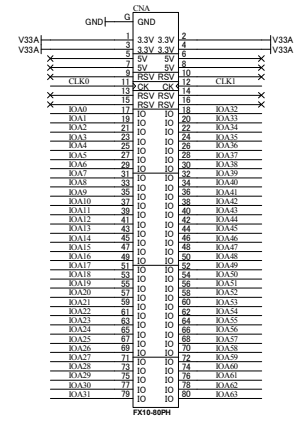 CNA
GND G GND
V33A 1 3.3V 3.3V 2 V33A
V33A 3 3.3V 3.3V 4 V33A
5 5V 5V 6
7 5V 5V 8
9 RSV RSV 10
CLK0 11 CK CK 12 CLK1
13 RSV RSV 14
15 RSV RSV 16
IOA0 17 IO IO 18 IOA32
IOA1 19 IO IO 20 IOA33
IOA2 21 IO IO 22 IOA34
IOA3 23 IO IO 24 IOA35
IOA4 25 IO IO 26 IOA36
IOA5 27 IO IO 28 IOA37
IOA6 29 IO IO 30 IOA38
IOA7 31 IO IO 32 IOA39
IOA8 33 IO IO 34 IOA40
IOA9 35 IO IO 36 IOA41
IOA10 37 IO IO 38 IOA42
IOA11 39 IO IO 40 IOA43
IOA12 41 IO IO 42 IOA44
IOA13 43 IO IO 44 IOA45
IOA14 45 IO IO 46 IOA46
IOA15 47 IO IO 48 IOA47
IOA16 49 IO IO 50 IOA48
IOA17 51 IO IO 52 IOA49
IOA18 53 IO IO 54 IOA50
IOA19 55 IO IO 56 IOA51
IOA20 57 IO IO 58 IOA52
IOA21 59 IO IO 60 IOA53
IOA22 61 IO IO 62 IOA54
IOA23 63 IO IO 64 IOA55
IOA24 65 IO IO 66 IOA56
IOA25 67 IO IO 68 IOA57
IOA26 69 IO IO 70 IOA58
IOA27 71 IO IO 72 IOA59
IOA28 73 IO IO 74 IOA60
IOA29 75 IO IO 76 IOA61
IOA30 77 IO IO 78 IOA62
IOA31 79 IO IO 80 IOA63
FX10-80PH